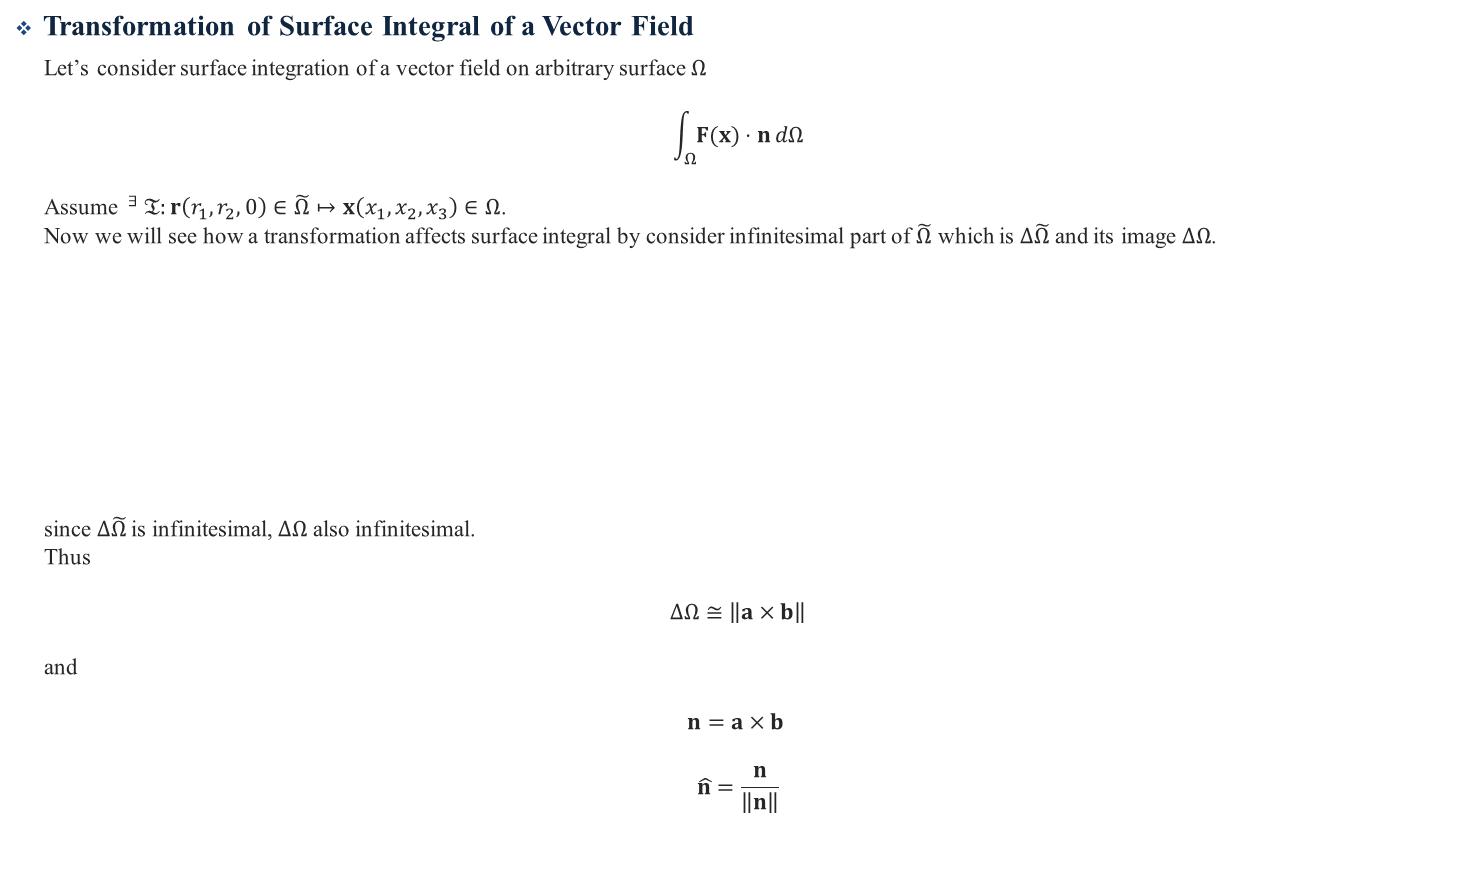 ❖ Transformation of Surface Integral of a Vector Field
Let’s consider surface integration of a vector field on arbitrary surface Ω
∫_Ω 𝐅(𝐱) · 𝐧 𝑑Ω
Assume ^∃ 𝔗: 𝐫(𝑟₁, 𝑟₂, 0) ∈ Ω̃ ↦ 𝐱(𝑥₁, 𝑥₂, 𝑥₃) ∈ Ω.
Now we will see how a transformation affects surface integral by consider infinitesimal part of Ω̃ which is ΔΩ̃ and its image ΔΩ.
since ΔΩ̃ is infinitesimal, ΔΩ also infinitesimal.
Thus
ΔΩ ≅ ‖𝐚 × 𝐛‖
and
𝐧 = 𝐚 × 𝐛
𝐧̂ = 𝐧 / ‖𝐧‖